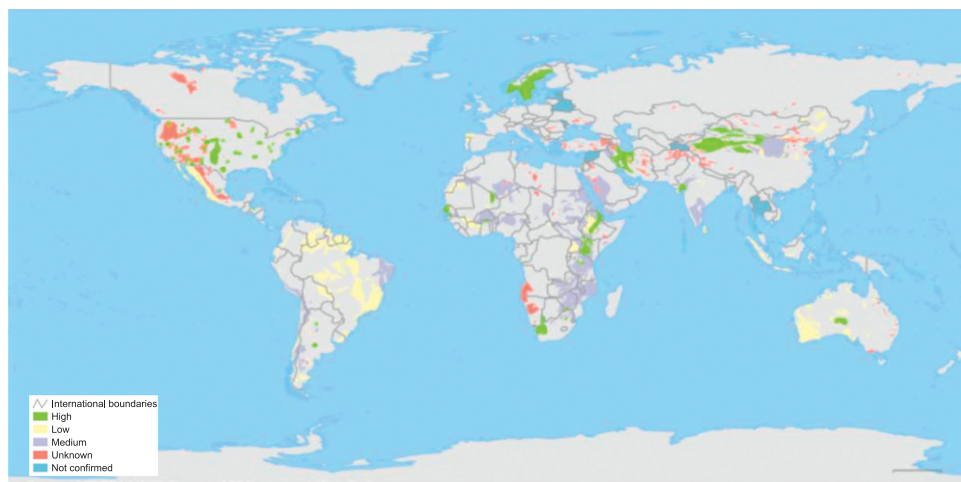 International boundaries
High
Low
Medium
Unknown
Not confirmed